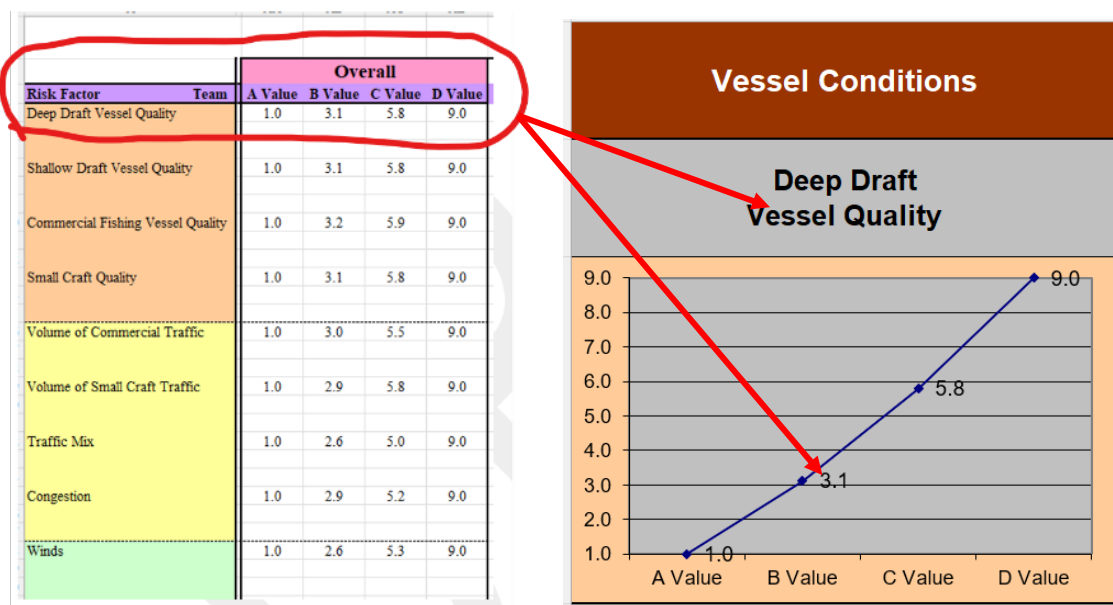 Overall
Risk Factor Team A Value B Value C Value D Value
Deep Draft Vessel Quality 1.0 3.1 5.8 9.0
Shallow Draft Vessel Quality 1.0 3.1 5.8 9.0
Commercial Fishing Vessel Quality 1.0 3.2 5.9 9.0
Small Craft Quality 1.0 3.1 5.8 9.0
Volume of Commercial Traffic 1.0 3.0 5.5 9.0
Volume of Small Craft Traffic 1.0 2.9 5.8 9.0
Traffic Mix 1.0 2.6 5.0 9.0
Congestion 1.0 2.9 5.2 9.0
Winds 1.0 2.6 5.3 9.0
Vessel Conditions
Deep Draft
Vessel Quality
9.0
8.0
7.0
6.0
5.0
4.0
3.0
2.0
1.0
9.0
5.8
3.1
1.0
A Value B Value C Value D Value